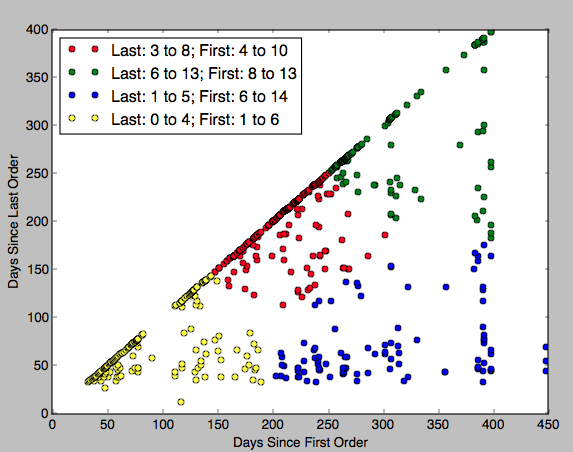 400
350
300
250
200
150
100
50
0
Days Since Last Order
Last: 3 to 8; First: 4 to 10
Last: 6 to 13; First: 8 to 13
Last: 1 to 5; First: 6 to 14
Last: 0 to 4; First: 1 to 6
0 50 100 150 200 250 300 350 400 450
Days Since First Order